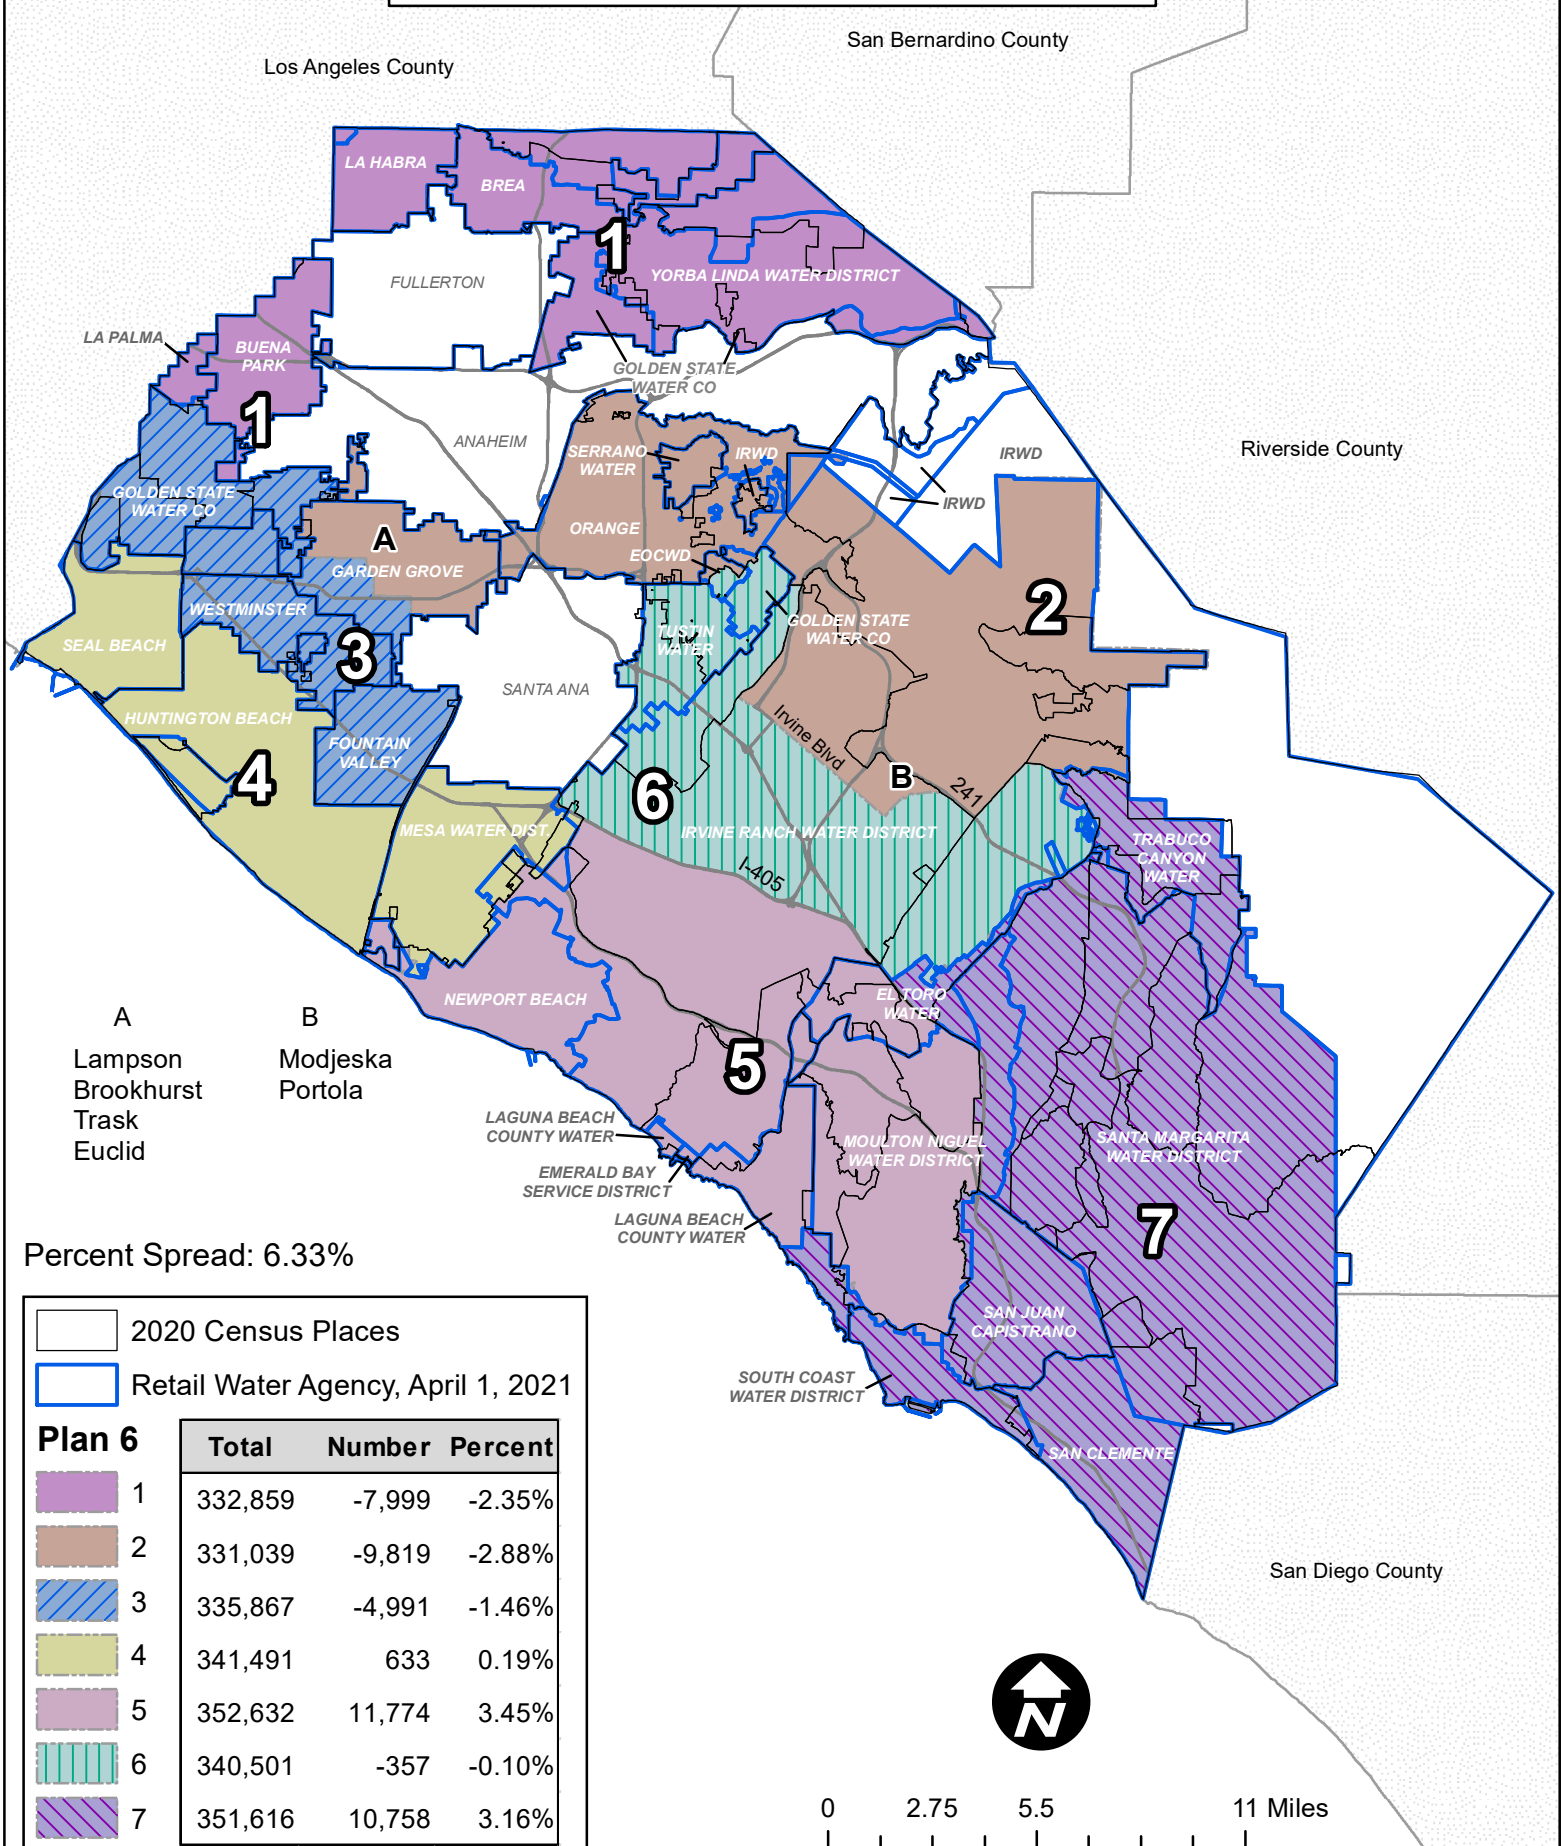 San Bernardino County
Los Angeles County
LA HABRA
BREA
1
YORBA LINDA WATER DISTRICT
FULLERTON
LA PALMA
BUENA
PARK
GOLDEN STATE
WATER CO
1
ANAHEIM
SERRANO
WATER
IRWD
IRWD
IRWD
Riverside County
GOLDEN STATE
WATER CO
ORANGE
A
EOCWD
GARDEN GROVE
WESTMINSTER
2
GOLDEN STATE
WATER CO
TUSTIN
WATER
SEAL BEACH
3
SANTA ANA
HUNTINGTON BEACH
FOUNTAIN
VALLEY
Irvine Blvd
4
6
B
241
MESA WATER DIST.
IRVINE RANCH WATER DISTRICT
TRABUCO
CANYON
WATER
I-405
NEWPORT BEACH
EL TORO
WATER
A
B
Lampson
Brookhurst
Trask
Euclid
Modjeska
Portola
5
LAGUNA BEACH
COUNTY WATER
MOULTON NIGUEL
WATER DISTRICT
SANTA MARGARITA
WATER DISTRICT
EMERALD BAY
SERVICE DISTRICT
LAGUNA BEACH
COUNTY WATER
7
Percent Spread: 6.33%
SAN JUAN
CAPISTRANO
SOUTH COAST
WATER DISTRICT
SAN CLEMENTE
2020 Census Places
Retail Water Agency, April 1, 2021
Plan 6
Total Number Percent
1 332,859 -7,999 -2.35%
2 331,039 -9,819 -2.88%
3 335,867 -4,991 -1.46%
4 341,491 633 0.19%
5 352,632 11,774 3.45%
6 340,501 -357 -0.10%
7 351,616 10,758 3.16%
San Diego County
N
0 2.75 5.5 11 Miles